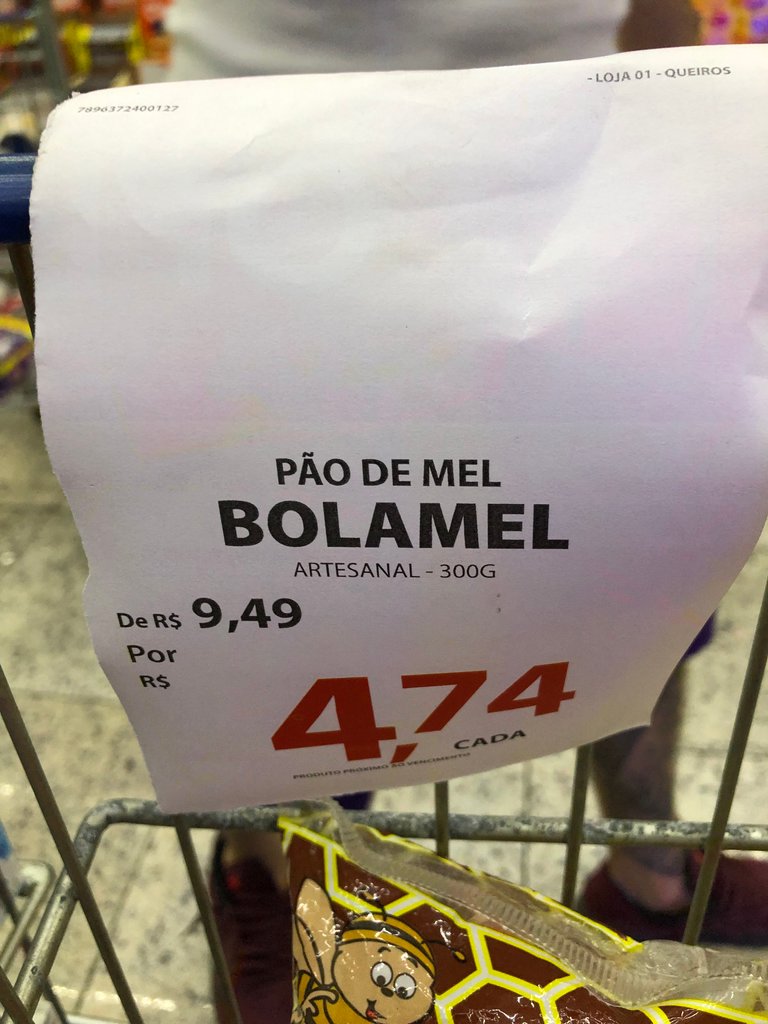 7896372400127
- LOJA 01 - QUEIROS
PÃO DE MEL
BOLAMEL
ARTESANAL - 300G
De R$ 9,49
Por
R$ 4,74
CADA
PRODUTO PRÓXIMO AO VENCIMENTO